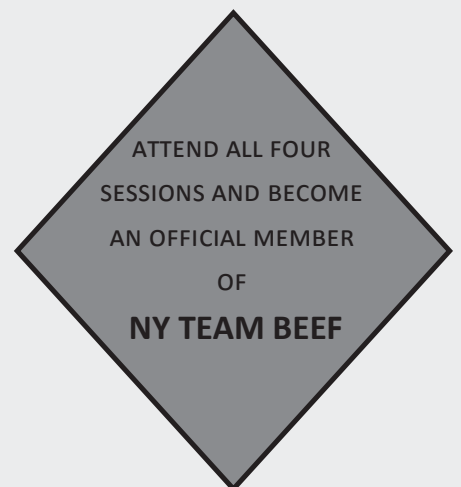 ATTEND ALL FOUR
SESSIONS AND BECOME
AN OFFICIAL MEMBER
OF
NY TEAM BEEF